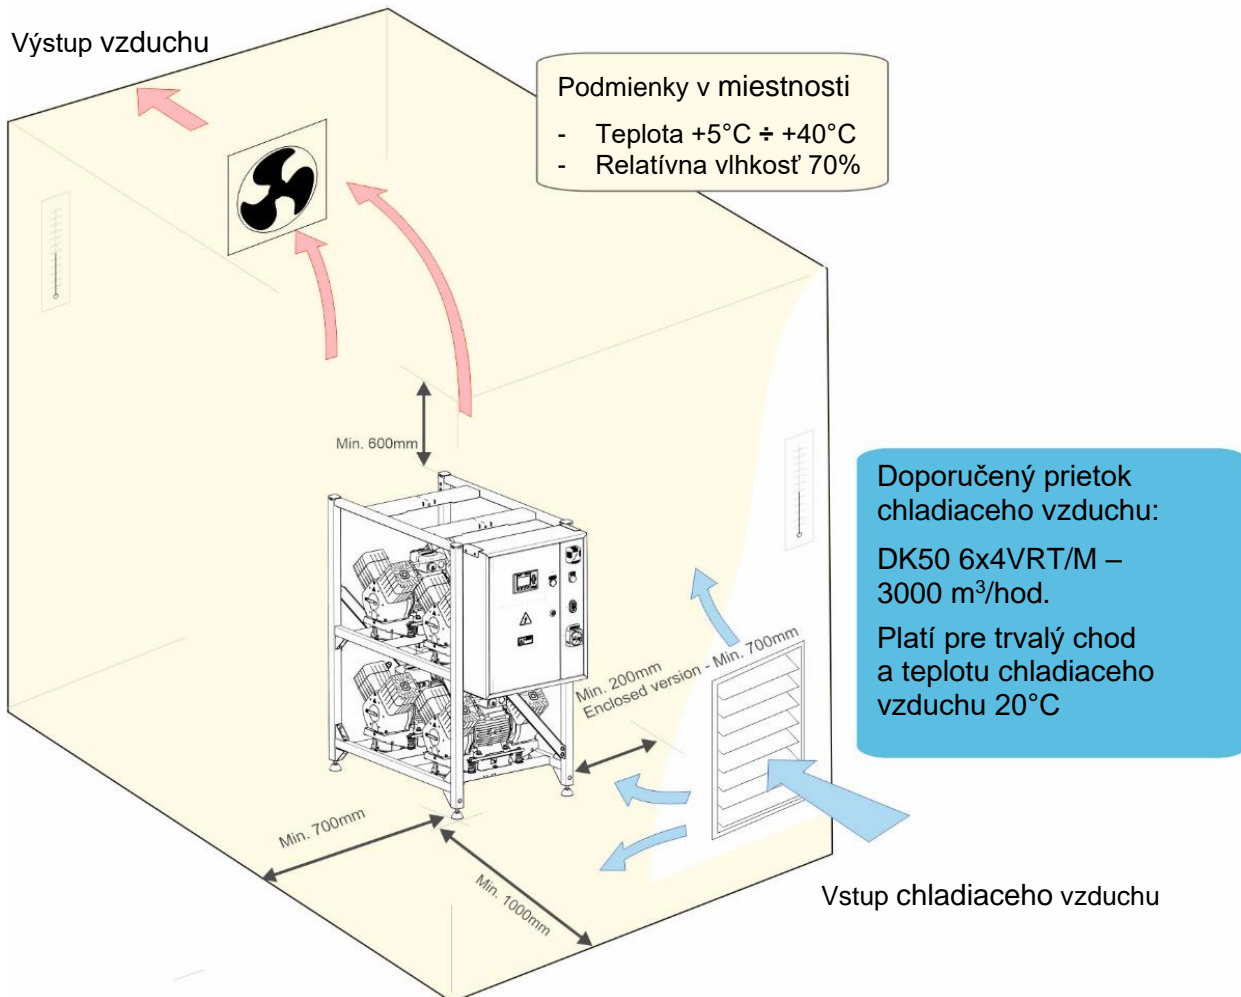 Výstup vzduchu
Podmienky v miestnosti
- Teplota +5°C ÷ +40°C
- Relatívna vlhkosť 70%
Min. 600mm
Doporučený prietok
chladiaceho vzduchu:
DK50 6x4VRT/M –
3000 m³/hod.
Platí pre trvalý chod
a teplotu chladiaceho
vzduchu 20°C
Min. 200mm
Enclosed version - Min. 700mm
Min. 700mm
Min. 1000mm
Vstup chladiaceho vzduchu